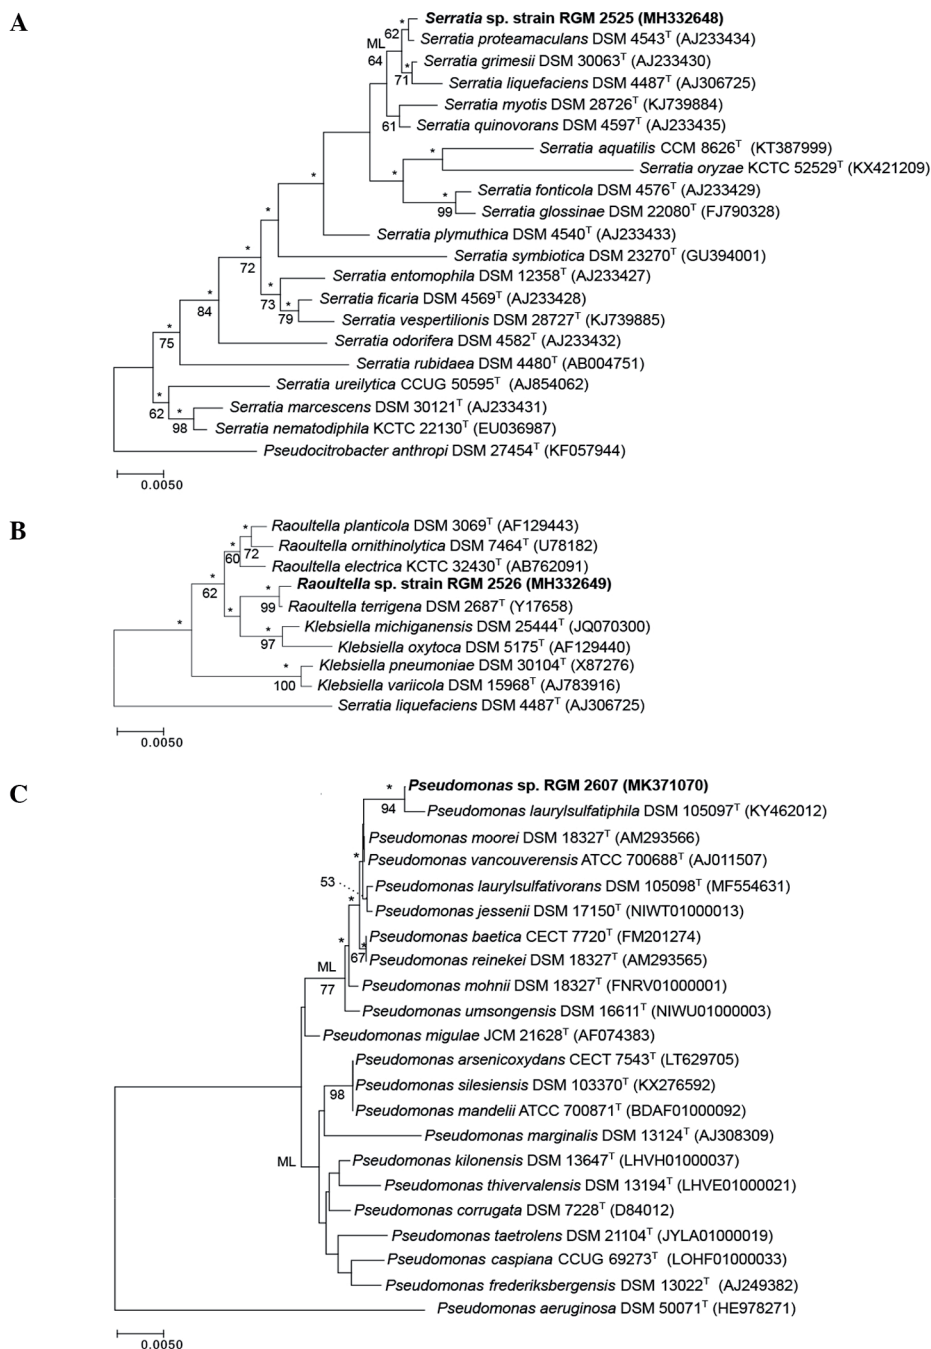 A
* Serratia sp. strain RGM 2525 (MH332648)
62 Serratia proteamaculans DSM 4543T (AJ233434)
ML
64 * Serratia grimesii DSM 30063T (AJ233430)
71 Serratia liquefaciens DSM 4487T (AJ306725)
Serratia myotis DSM 28726T (KJ739884)
61 Serratia quinovorans DSM 4597T (AJ233435)
* Serratia aquatilis CCM 8626T (KT387999)
* * Serratia oryzae KCTC 52529T (KX421209)
* Serratia fonticola DSM 4576T (AJ233429)
99 Serratia glossinae DSM 22080T (FJ790328)
* Serratia plymuthica DSM 4540T (AJ233433)
* Serratia symbiotica DSM 23270T (GU394001)
72 Serratia entomophila DSM 12358T (AJ233427)
* 73 * Serratia ficaria DSM 4569T (AJ233428)
84 79 Serratia vespertilionis DSM 28727T (KJ739885)
* 75 Serratia odorifera DSM 4582T (AJ233432)
Serratia rubidaea DSM 4480T (AB004751)
* Serratia ureilytica CCUG 50595T (AJ854062)
62 * Serratia marcescens DSM 30121T (AJ233431)
98 Serratia nematodiphila KCTC 22130T (EU036987)
Pseudocitrobacter anthropi DSM 27454T (KF057944)
0.0050
B
* Raoultella planticola DSM 3069T (AF129443)
* 60 72 Raoultella ornithinolytica DSM 7464T (U78182)
Raoultella electrica KCTC 32430T (AB762091)
62 * Raoultella sp. strain RGM 2526 (MH332649)
* 99 Raoultella terrigena DSM 2687T (Y17658)
* * Klebsiella michiganensis DSM 25444T (JQ070300)
97 Klebsiella oxytoca DSM 5175T (AF129440)
* Klebsiella pneumoniae DSM 30104T (X87276)
100 Klebsiella variicola DSM 15968T (AJ783916)
Serratia liquefaciens DSM 4487T (AJ306725)
0.0050
C
* Pseudomonas sp. RGM 2607 (MK371070)
94 Pseudomonas laurylsulfatiphila DSM 105097T (KY462012)
Pseudomonas moorei DSM 18327T (AM293566)
* Pseudomonas vancouverensis ATCC 700688T (AJ011507)
53 Pseudomonas laurylsulfativorans DSM 105098T (MF554631)
* Pseudomonas jessenii DSM 17150T (NIWT01000013)
* * Pseudomonas baetica CECT 7720T (FM201274)
67 Pseudomonas reinekei DSM 18327T (AM293565)
ML
77 Pseudomonas mohnii DSM 18327T (FNRV01000001)
Pseudomonas umsongensis DSM 16611T (NIWU01000003)
Pseudomonas migulae JCM 21628T (AF074383)
Pseudomonas arsenicoxydans CECT 7543T (LT629705)
98 Pseudomonas silesiensis DSM 103370T (KX276592)
Pseudomonas mandelii ATCC 700871T (BDAF01000092)
Pseudomonas marginalis DSM 13124T (AJ308309)
ML Pseudomonas kilonensis DSM 13647T (LHVH01000037)
Pseudomonas thivervalensis DSM 13194T (LHVE01000021)
Pseudomonas corrugata DSM 7228T (D84012)
Pseudomonas taetrolens DSM 21104T (JYLA01000019)
Pseudomonas caspiana CCUG 69273T (LOHF01000033)
Pseudomonas frederiksbergensis DSM 13022T (AJ249382)
Pseudomonas aeruginosa DSM 50071T (HE978271)
0.0050